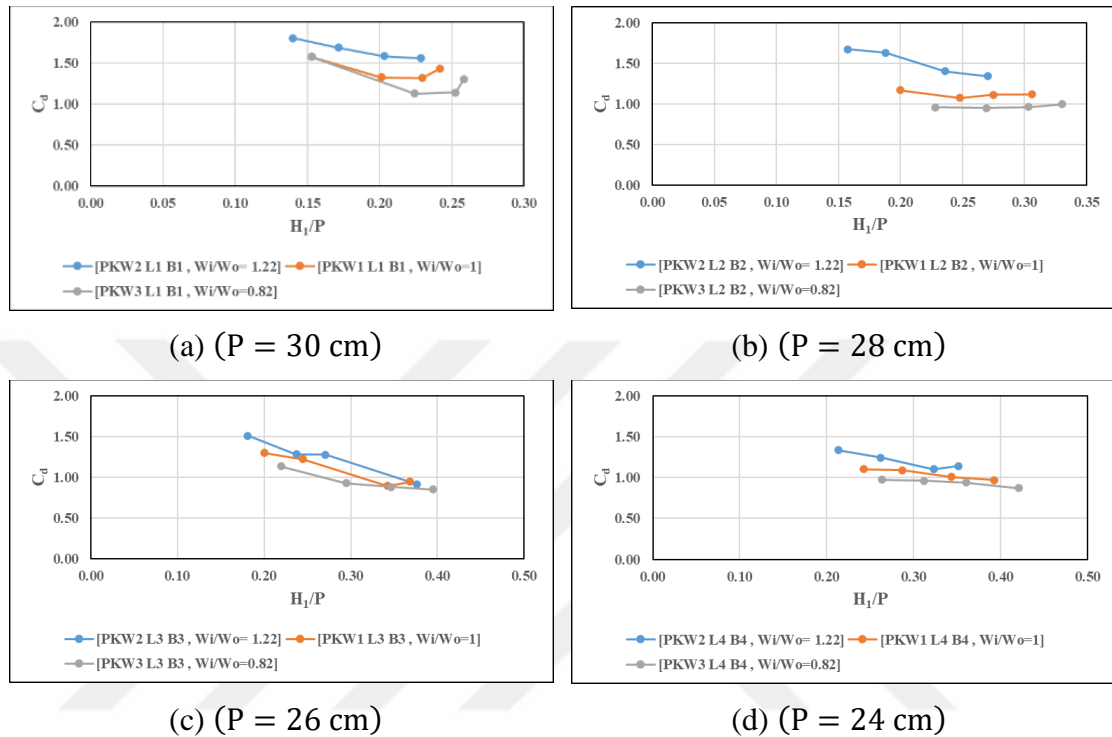 2.00
1.50
1.00
0.50
0.00
C_d
0.00 0.05 0.10 0.15 0.20 0.25 0.30
H₁/P
[PKW2 L1 B1 , Wi/Wo= 1.22] [PKW1 L1 B1 , Wi/Wo=1]
[PKW3 L1 B1 , Wi/Wo=0.82]
(a) (P = 30 cm)
2.00
1.50
1.00
0.50
0.00
C_d
0.00 0.05 0.10 0.15 0.20 0.25 0.30 0.35
H₁/P
[PKW2 L2 B2 , Wi/Wo= 1.22] [PKW1 L2 B2 , Wi/Wo=1]
[PKW3 L2 B2 , Wi/Wo=0.82]
(b) (P = 28 cm)
2.00
1.50
1.00
0.50
0.00
C_d
0.00 0.10 0.20 0.30 0.40 0.50
H₁/P
[PKW2 L3 B3 , Wi/Wo= 1.22] [PKW1 L3 B3 , Wi/Wo=1]
[PKW3 L3 B3 , Wi/Wo=0.82]
(c) (P = 26 cm)
2.00
1.50
1.00
0.50
0.00
C_d
0.00 0.10 0.20 0.30 0.40 0.50
H₁/P
[PKW2 L4 B4 , Wi/Wo= 1.22] [PKW1 L4 B4 , Wi/Wo=1]
[PKW3 L4 B4 , Wi/Wo=0.82]
(d) (P = 24 cm)